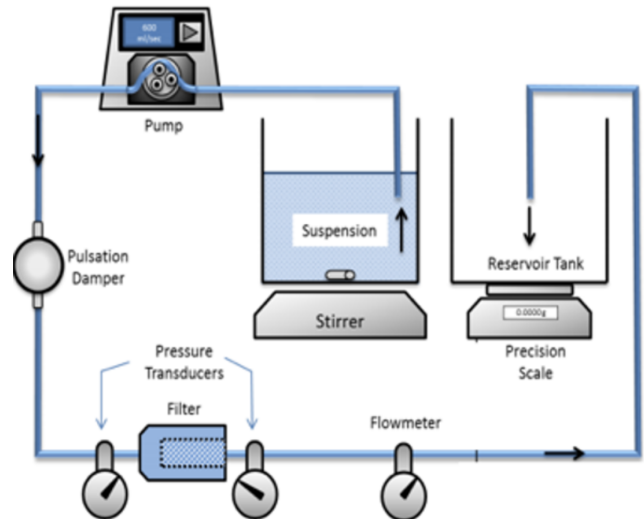 600
ml/sec
Pump
Suspension
Reservoir Tank
Pulsation
Damper
Stirrer
0.0000g
Precision
Scale
Pressure
Transducers
Filter
Flowmeter